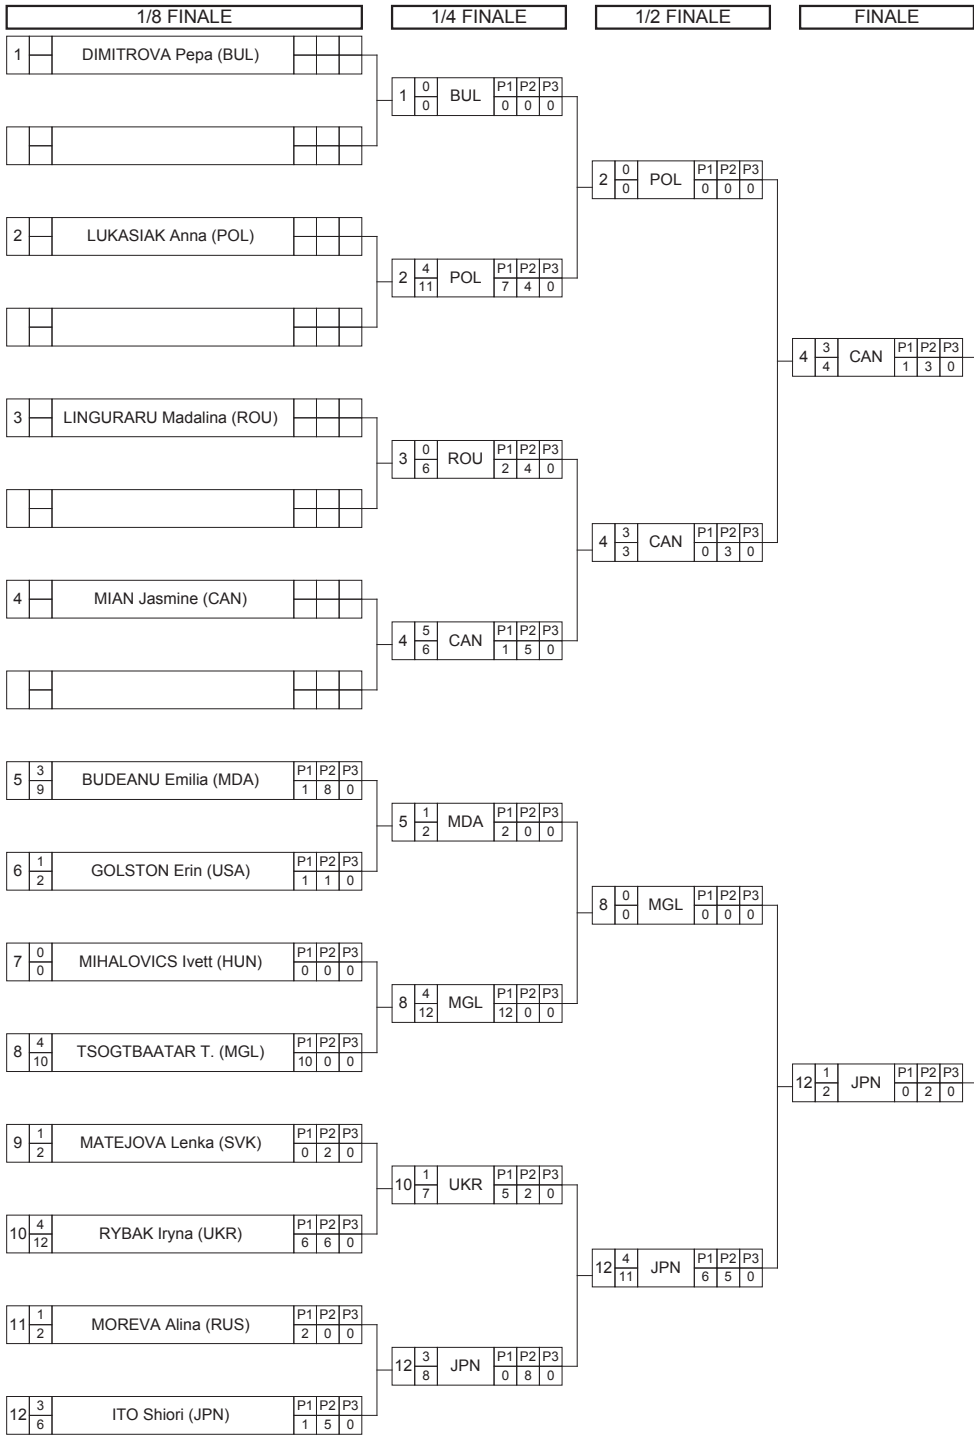 1/8 FINALE 1/4 FINALE 1/2 FINALE FINALE
1 DIMITROVA Pepa (BUL)
1 0 0 BUL P1 P2 P3 0 0 0
2 0 0 POL P1 P2 P3 0 0 0
2 LUKASIAK Anna (POL)
2 4 11 POL P1 P2 P3 7 4 0
4 3 4 CAN P1 P2 P3 1 3 0
3 LINGURARU Madalina (ROU)
3 0 6 ROU P1 P2 P3 2 4 0
4 3 3 CAN P1 P2 P3 0 3 0
4 MIAN Jasmine (CAN)
4 5 6 CAN P1 P2 P3 1 5 0
5 3 9 BUDEANU Emilia (MDA) P1 P2 P3 1 8 0
5 1 2 MDA P1 P2 P3 2 0 0
6 1 2 GOLSTON Erin (USA) P1 P2 P3 1 1 0
8 0 0 MGL P1 P2 P3 0 0 0
7 0 0 MIHALOVICS Ivett (HUN) P1 P2 P3 0 0 0
8 4 12 MGL P1 P2 P3 12 0 0
8 4 10 TSOGTBAATAR T. (MGL) P1 P2 P3 10 0 0
12 1 2 JPN P1 P2 P3 0 2 0
9 1 2 MATEJOVA Lenka (SVK) P1 P2 P3 0 2 0
10 1 7 UKR P1 P2 P3 5 2 0
10 4 12 RYBAK Iryna (UKR) P1 P2 P3 6 6 0
12 4 11 JPN P1 P2 P3 6 5 0
11 1 2 MOREVA Alina (RUS) P1 P2 P3 2 0 0
12 3 8 JPN P1 P2 P3 0 8 0
12 3 6 ITO Shiori (JPN) P1 P2 P3 1 5 0